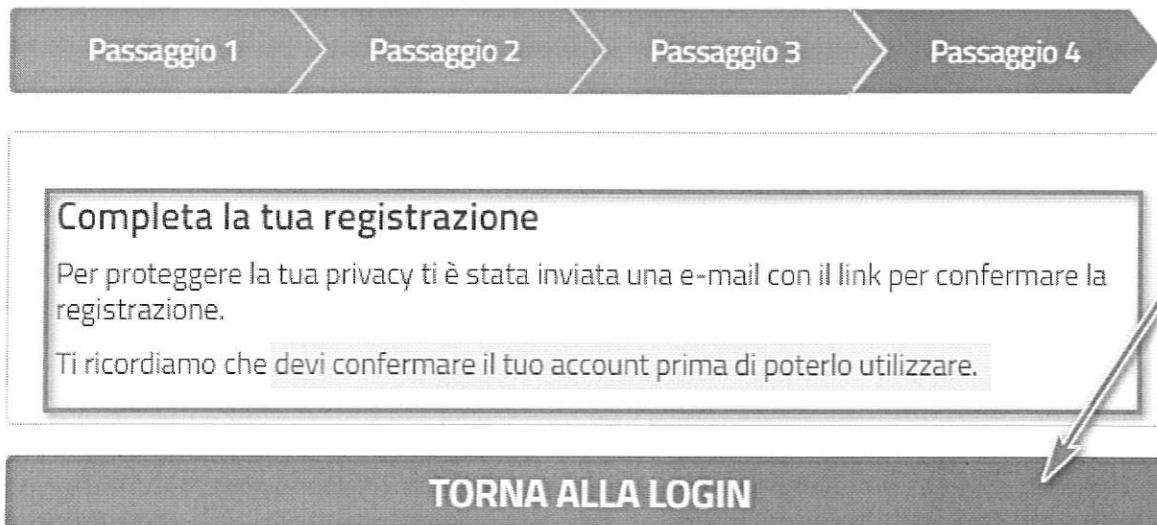 Passaggio 1 Passaggio 2 Passaggio 3 Passaggio 4
Completa la tua registrazione
Per proteggere la tua privacy ti è stata inviata una e-mail con il link per confermare la
registrazione.
Ti ricordiamo che devi confermare il tuo account prima di poterlo utilizzare.
TORNA ALLA LOGIN